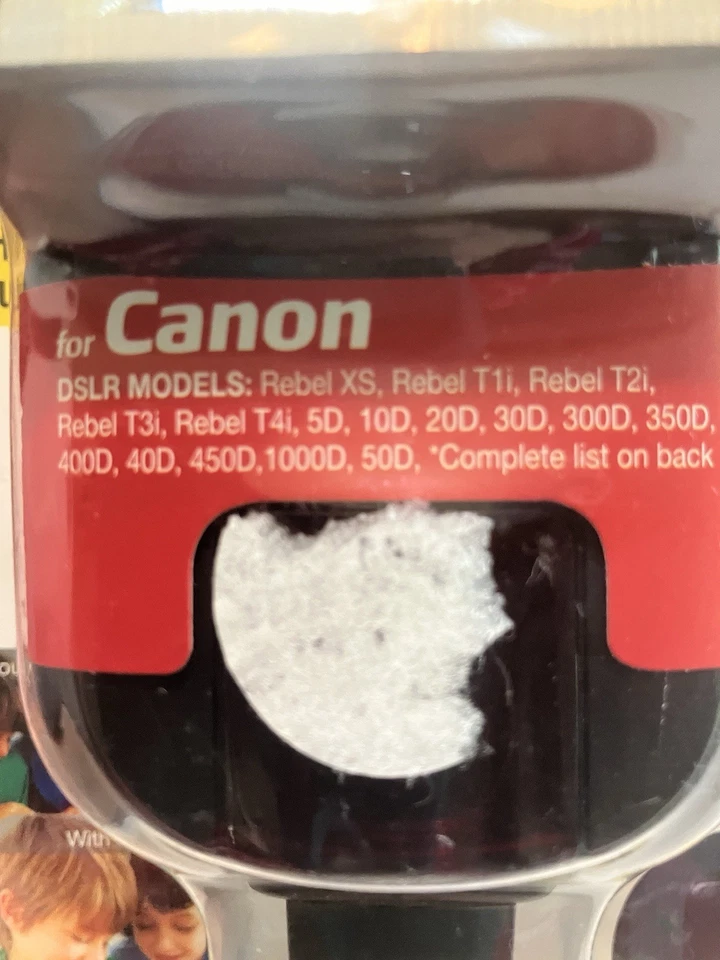 for Canon
DSLR MODELS: Rebel XS, Rebel T1i, Rebel T2i,
Rebel T3i, Rebel T4i, 5D, 10D, 20D, 30D, 300D, 350D,
400D, 40D, 450D,1000D, 50D, *Complete list on back
With